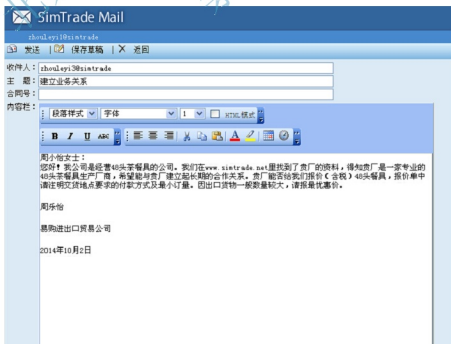 SimTrade Mail
zhouleyi1@simtrade
发送 | 保存草稿 | X 返回
收件人: zhouleyi3@simtrade
主 题: 建立业务关系
合同号:
内容栏:
段落样式 字体 1 HTML模式
B I U ABC
周小怡女士:
您好!我公司是经营48头茶餐具的公司。我们在www.simtrade.net里找到了贵厂的资料,得知贵厂是一家专业的
48头茶餐具生产厂商,希望能与贵厂建立起长期的合作关系。贵厂能否给我们报价(含税)48头餐具,报价单中
请注明交货地点要求的付款方式及最小订量。因出口货物一般数量较大,请报最优惠价。
周乐怡
易购进出口贸易公司
2014年10月2日